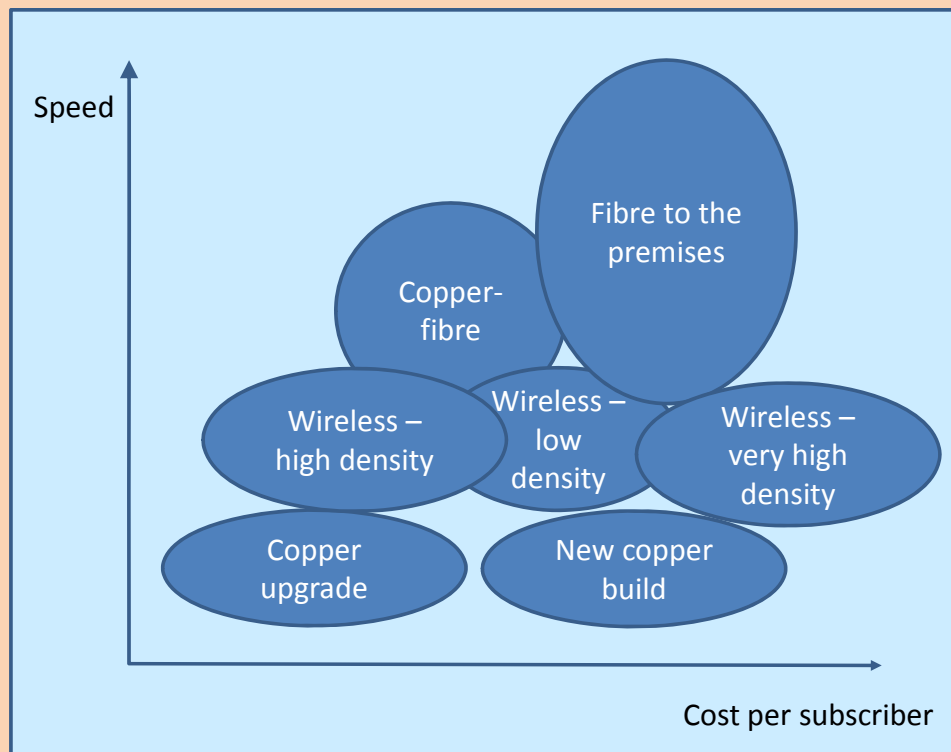 Speed
Fibre to the
premises
Copper-
fibre
Wireless –
high density
Wireless –
low
density
Wireless –
very high
density
Copper
upgrade
New copper
build
Cost per subscriber